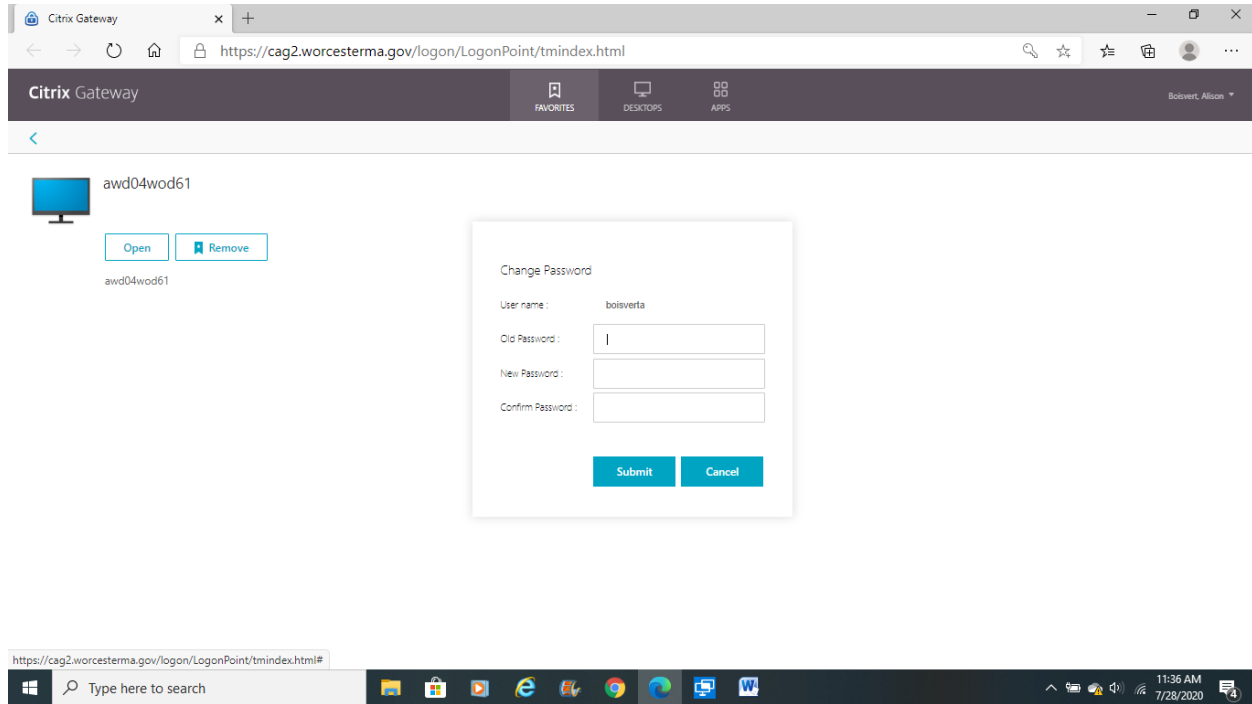 Citrix Gateway
https://cag2.worcesterma.gov/logon/LogonPoint/tmindex.html
Citrix Gateway
FAVORITES
DESKTOPS
APPS
Boisvert, Alison
awd04wod61
Open
Remove
awd04wod61
Change Password
User name : boisverta
Old Password :
New Password :
Confirm Password :
Submit
Cancel
https://cag2.worcesterma.gov/logon/LogonPoint/tmindex.html#
Type here to search
11:36 AM
7/28/2020
4